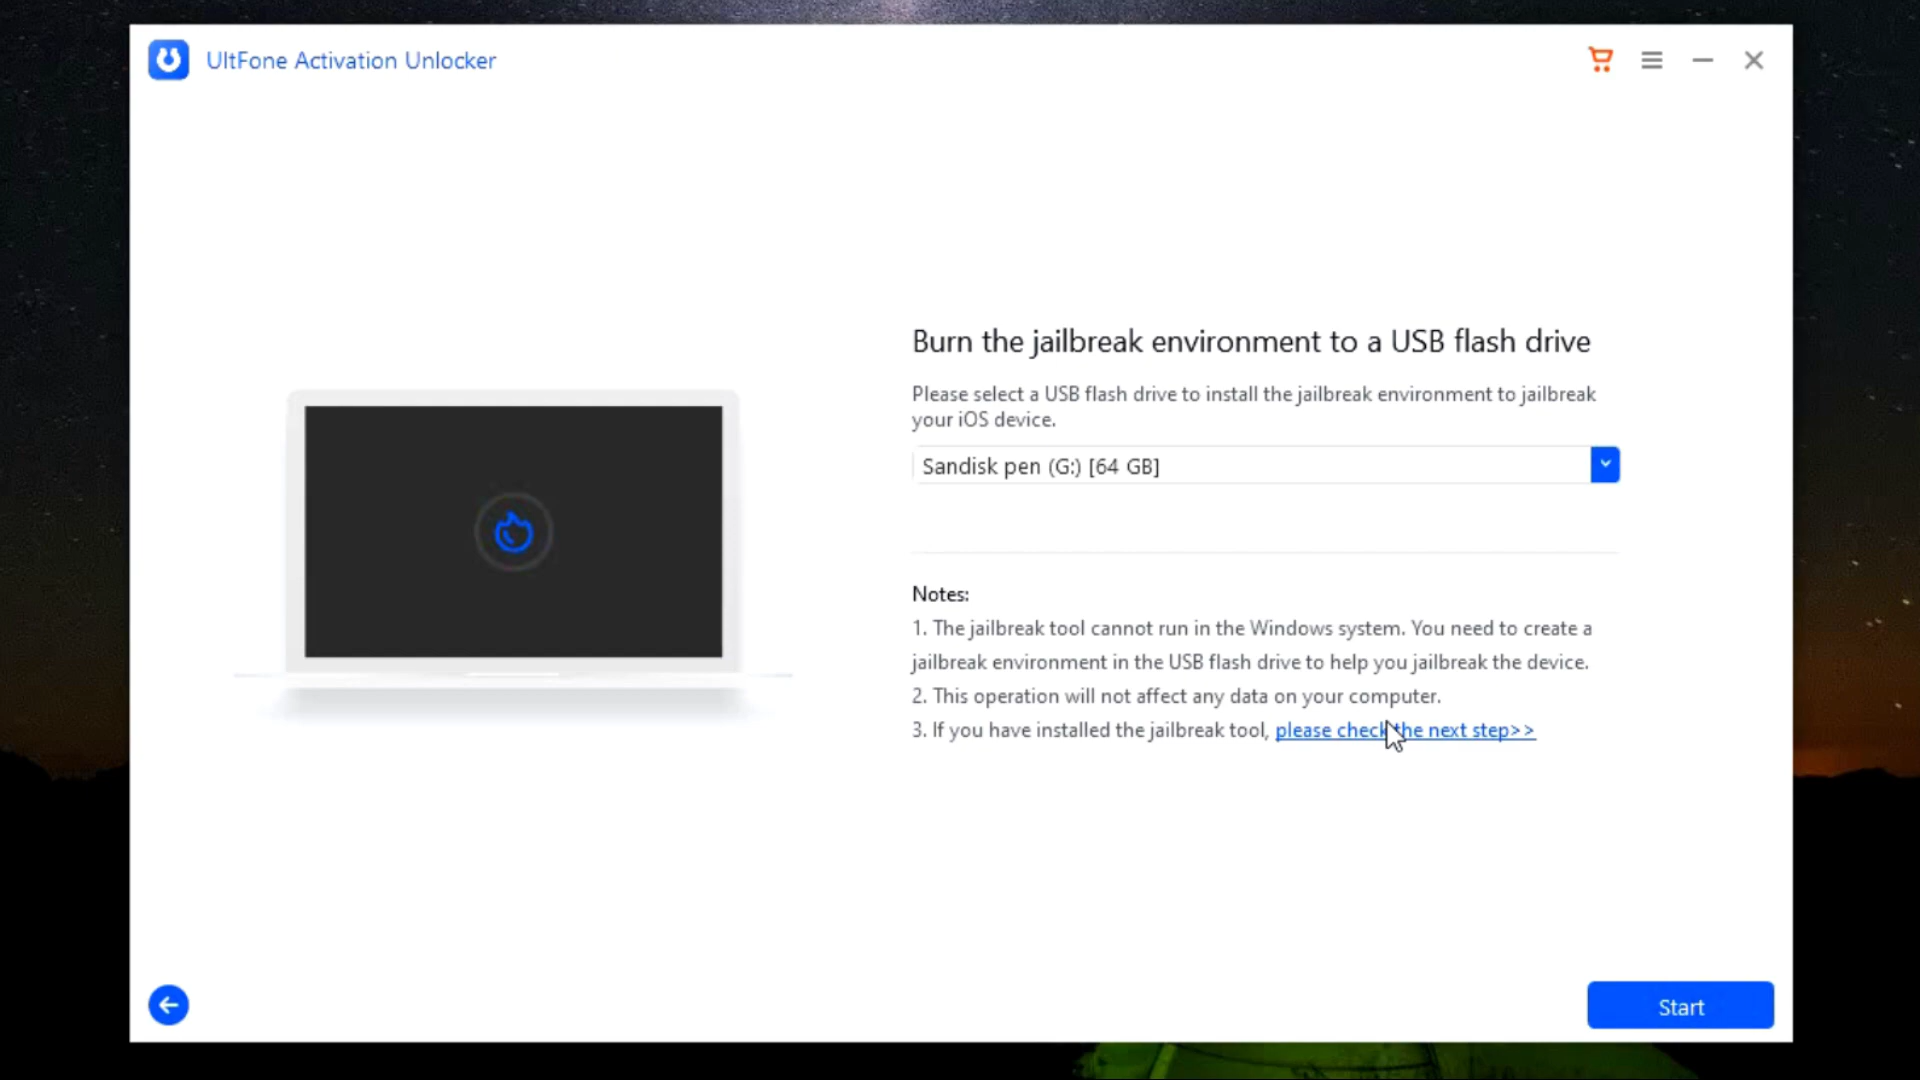 UltFone Activation Unlocker
Burn the jailbreak environment to a USB flash drive
Please select a USB flash drive to install the jailbreak environment to jailbreak
your iOS device.
Sandisk pen (G:) [64 GB]
Notes:
1. The jailbreak tool cannot run in the Windows system. You need to create a
jailbreak environment in the USB flash drive to help you jailbreak the device.
2. This operation will not affect any data on your computer.
3. If you have installed the jailbreak tool, please check the next step>>
Start